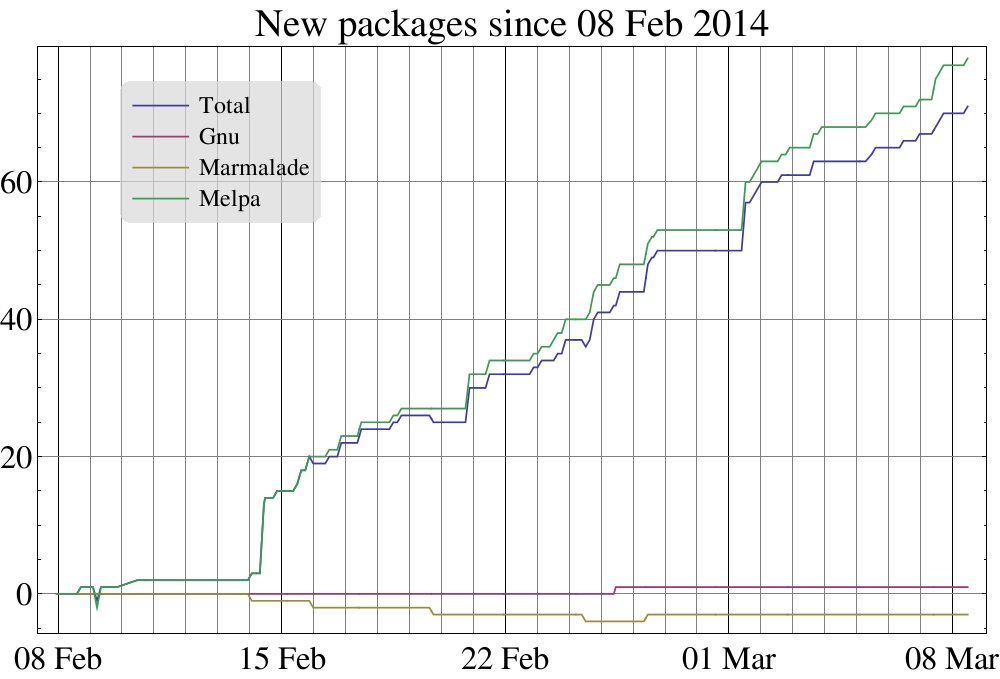 New packages since 08 Feb 2014
Total
Gnu
Marmalade
Melpa
60
40
20
0
08 Feb 15 Feb 22 Feb 01 Mar 08 Mar